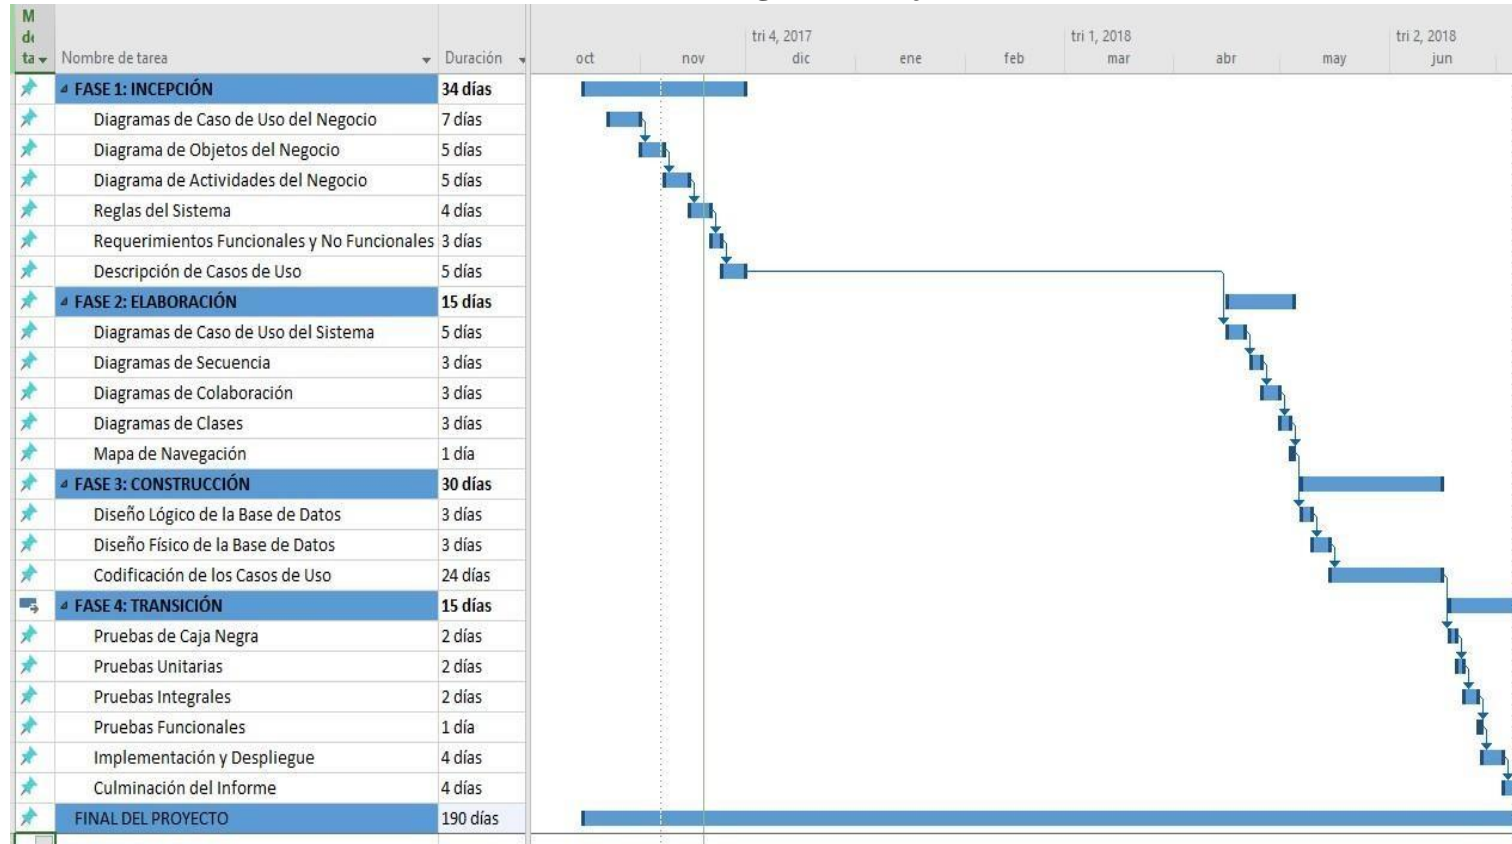 M
de
ta Nombre de tarea Duración
tri 4, 2017 tri 1, 2018 tri 2, 2018
oct nov dic ene feb mar abr may jun
FASE 1: INCEPCIÓN 34 días
Diagramas de Caso de Uso del Negocio 7 días
Diagrama de Objetos del Negocio 5 días
Diagrama de Actividades del Negocio 5 días
Reglas del Sistema 4 días
Requerimientos Funcionales y No Funcionales 3 días
Descripción de Casos de Uso 5 días
FASE 2: ELABORACIÓN 15 días
Diagramas de Caso de Uso del Sistema 5 días
Diagramas de Secuencia 3 días
Diagramas de Colaboración 3 días
Diagramas de Clases 3 días
Mapa de Navegación 1 día
FASE 3: CONSTRUCCIÓN 30 días
Diseño Lógico de la Base de Datos 3 días
Diseño Físico de la Base de Datos 3 días
Codificación de los Casos de Uso 24 días
FASE 4: TRANSICIÓN 15 días
Pruebas de Caja Negra 2 días
Pruebas Unitarias 2 días
Pruebas Integrales 2 días
Pruebas Funcionales 1 día
Implementación y Despliegue 4 días
Culminación del Informe 4 días
FINAL DEL PROYECTO 190 días